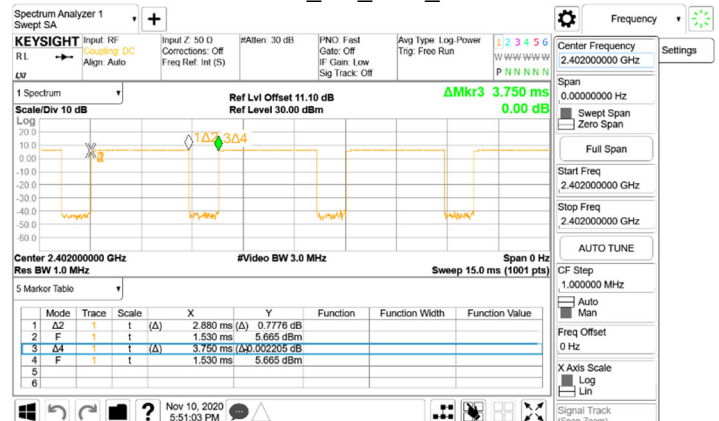 Spectrum Analyzer 1
Swept SA
+
Frequency
KEYSIGHT
RL
LXI
Input: RF
Coupling: DC
Align: Auto
Input Z: 50 Ω
Corrections: Off
Freq Ref: Int (S)
#Atten: 30 dB
PNO: Fast
Gate: Off
IF Gain: Low
Sig Track: Off
Avg Type: Log-Power
Trig: Free Run
1 2 3 4 5 6
W W W W W W
P N N N N N
Center Frequency
2.402000000 GHz
Settings
Span
0.00000000 Hz
Swept Span
Zero Span
Full Span
Start Freq
2.402000000 GHz
Stop Freq
2.402000000 GHz
AUTO TUNE
CF Step
1.000000 MHz
Auto
Man
Freq Offset
0 Hz
X Axis Scale
Log
Lin
Signal Track
(Span Zoom)
1 Spectrum
Scale/Div 10 dB
Log
Ref Lvl Offset 11.10 dB
Ref Level 30.00 dBm
ΔMkr3 3.750 ms
0.00 dB
20.0
10.0
0.00
-10.0
-20.0
-30.0
-40.0
-50.0
-60.0
1Δ2
3Δ4
Center 2.402000000 GHz
Res BW 1.0 MHz
#Video BW 3.0 MHz
Span 0 Hz
Sweep 15.0 ms (1001 pts)
5 Marker Table
Mode Trace Scale X Y Function Function Width Function Value
1 Δ2 1 t (Δ) 2.880 ms (Δ) 0.7776 dB
2 F 1 t 1.530 ms 5.665 dBm
3 Δ4 1 t (Δ) 3.750 ms (Δ) -0.002205 dB
4 F 1 t 1.530 ms 5.665 dBm
5
6
?
Nov 10, 2020
5:51:03 PM